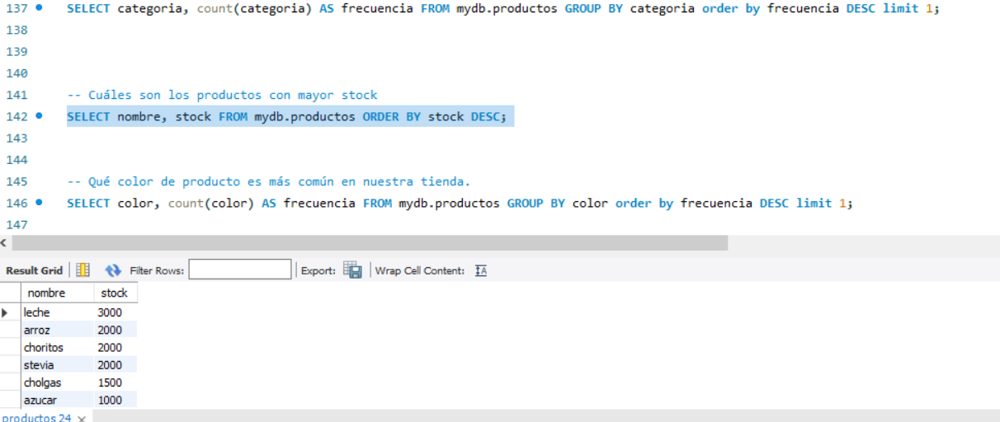 137 SELECT categoria, count(categoria) AS frecuencia FROM mydb.productos GROUP BY categoria order by frecuencia DESC limit 1;
138
139
140
141 -- Cuáles son los productos con mayor stock
142 SELECT nombre, stock FROM mydb.productos ORDER BY stock DESC;
143
144
145 -- Qué color de producto es más común en nuestra tienda.
146 SELECT color, count(color) AS frecuencia FROM mydb.productos GROUP BY color order by frecuencia DESC limit 1;
147
Result Grid Filter Rows: Export: Wrap Cell Content: IA
nombre stock
leche 3000
arroz 2000
choritos 2000
stevia 2000
cholgas 1500
azucar 1000
productos 24 ×